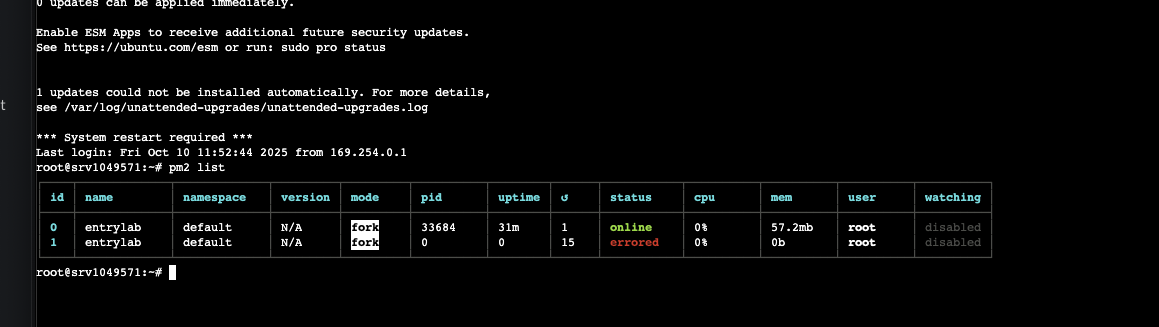 0 updates can be applied immediately.
Enable ESM Apps to receive additional future security updates.
See https://ubuntu.com/esm or run: sudo pro status
1 updates could not be installed automatically. For more details,
t
see /var/log/unattended-upgrades/unattended-upgrades.log
*** System restart required ***
Last login: Fri Oct 10 11:52:44 2025 from 169.254.0.1
root@srv1049571:~# pm2 list
id name namespace version mode pid uptime ↺ status cpu mem user watching
0 entrylab default N/A fork 33684 31m 1 online 0% 57.2mb root disabled
1 entrylab default N/A fork 0 0 15 errored 0% 0b root disabled
root@srv1049571:~#